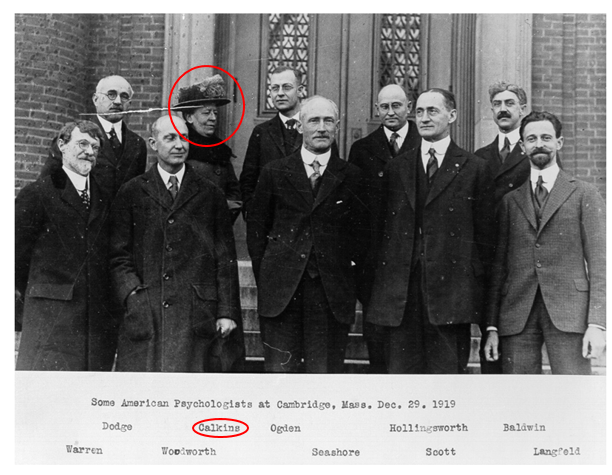 Some American Psychologists at Cambridge, Mass. Dec. 29. 1919
Dodge Calkins Ogden Hollingsworth Baldwin
Warren Woodworth Seashore Scott Langfeld